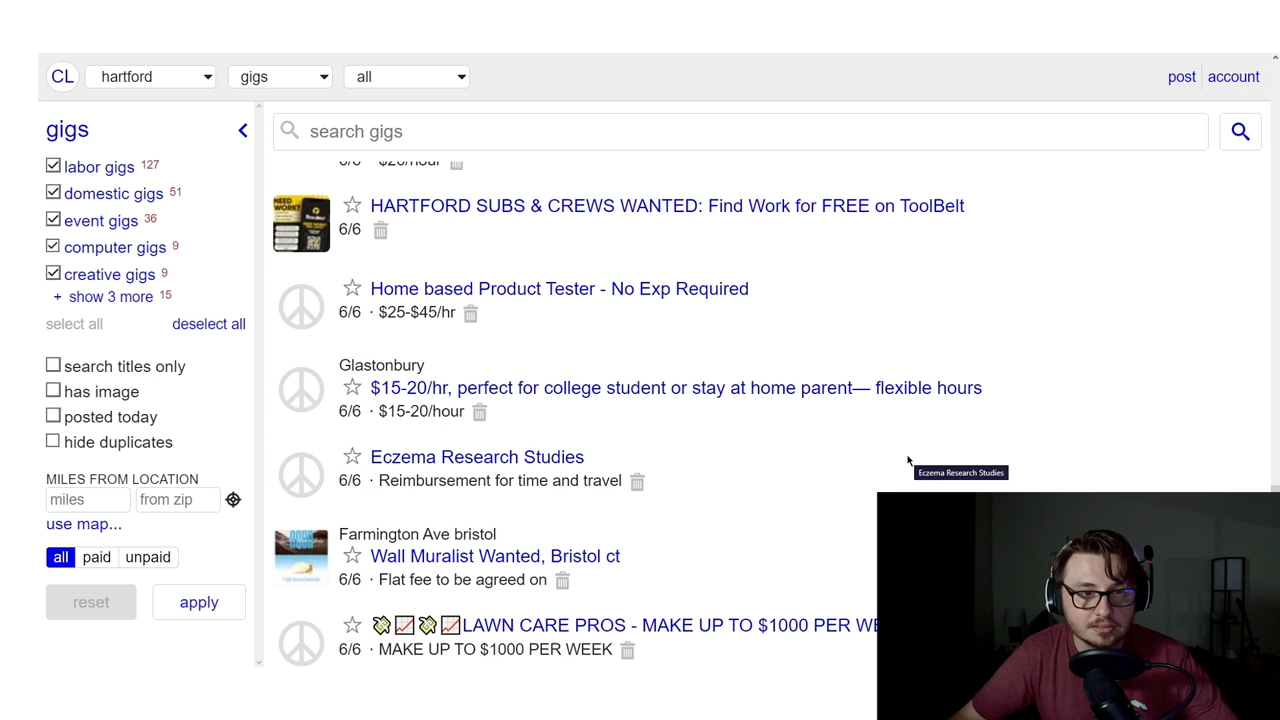 CL hartford gigs all post account
gigs
search gigs
labor gigs 127
domestic gigs 51
event gigs 36
computer gigs 9
creative gigs 9
+ show 3 more 15
select all deselect all
search titles only
has image
posted today
hide duplicates
MILES FROM LOCATION
miles from zip
use map...
all paid unpaid
reset apply
6/6 · $20/hour
NEED WORK?
HARTFORD SUBS & CREWS WANTED: Find Work for FREE on ToolBelt
6/6
Home based Product Tester - No Exp Required
6/6 · $25-$45/hr
Glastonbury
$15-20/hr, perfect for college student or stay at home parent— flexible hours
6/6 · $15-20/hour
Eczema Research Studies
6/6 · Reimbursement for time and travel
Eczema Research Studies
Farmington Ave bristol
Wall Muralist Wanted, Bristol ct
6/6 · Flat fee to be agreed on
LAWN CARE PROS - MAKE UP TO $1000 PER WE
6/6 · MAKE UP TO $1000 PER WEEK